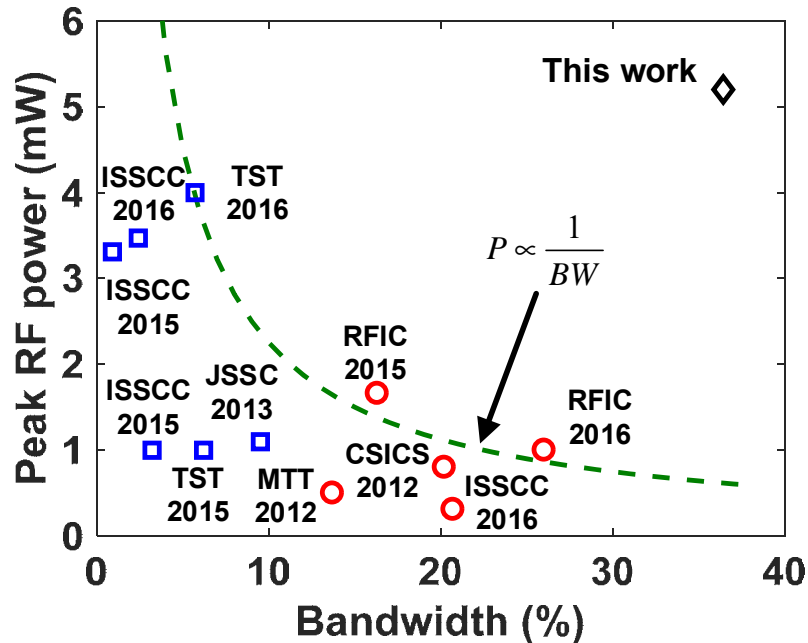 Peak RF power (mW)
6
5
4
3
2
1
0
This work
ISSCC
2016
TST
2016
ISSCC
2015
P ∝ 1/BW
ISSCC
2015
JSSC
2013
RFIC
2015
RFIC
2016
TST
2015
MTT
2012
CSICS
2012
ISSCC
2016
0 10 20 30 40
Bandwidth (%)